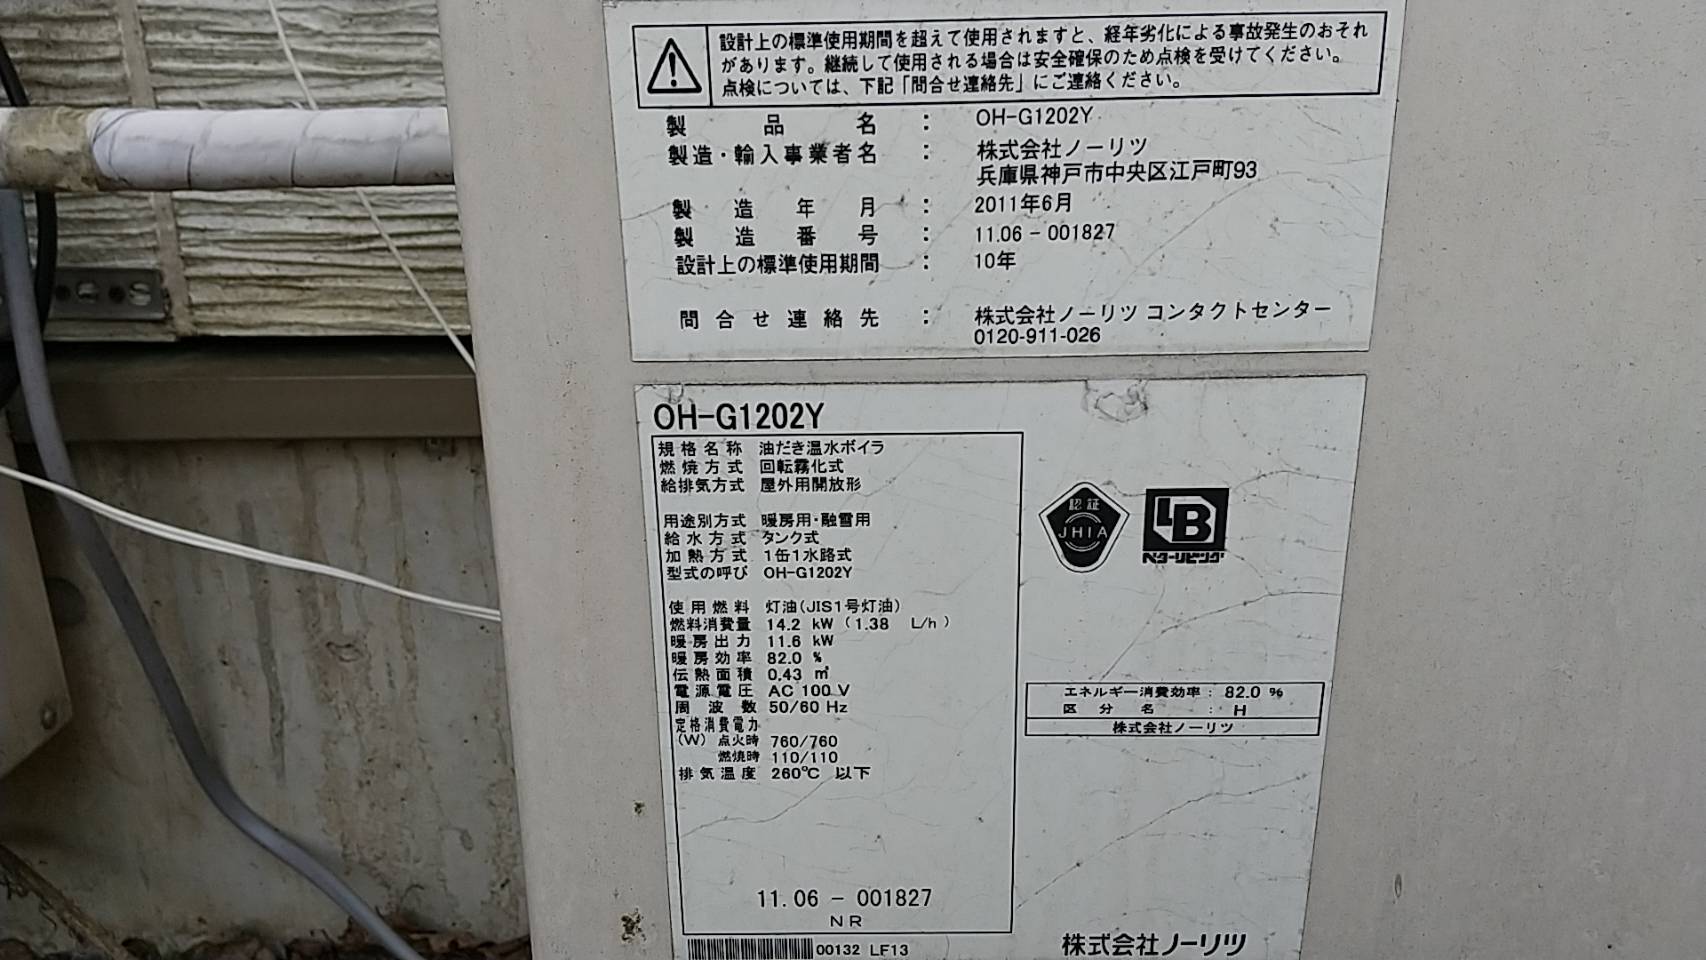 設計上の標準使用期間を超えて使用されますと、経年劣化による事故発生のおそれ
があります。継続して使用される場合は安全確保のため点検を受けてください。
点検については、下記「問合せ連絡先」にご連絡ください。
製品名 : OH-G1202Y
製造・輸入事業者名 : 株式会社ノーリツ
兵庫県神戸市中央区江戸町93
製造年月 : 2011年6月
製造番号 : 11.06 - 001827
設計上の標準使用期間 : 10年
問合せ連絡先 : 株式会社ノーリツ コンタクトセンター
0120-911-026
OH-G1202Y
規格名称 油だき温水ボイラ
燃焼方式 回転霧化式
給排気方式 屋外用開放形
用途別方式 暖房用・融雪用
給水方式 タンク式
加熱方式 1缶1水路式
型式の呼び OH-G1202Y
使用燃料 灯油(JIS1号灯油)
燃料消費量 14.2 kW (1.38 L/h)
暖房出力 11.6 kW
暖房効率 82.0 %
伝熱面積 0.43 ㎡
電源電圧 AC 100 V
周波数 50/60 Hz
定格消費電力
(W) 点火時 760/760
燃焼時 110/110
排気温度 260℃ 以下
11.06 - 001827
NR
00132 LF13
認証
JHIA
LB
ベターリビング
エネルギー消費効率 : 82.0 %
区分名 : H
株式会社ノーリツ
株式会社ノーリツ